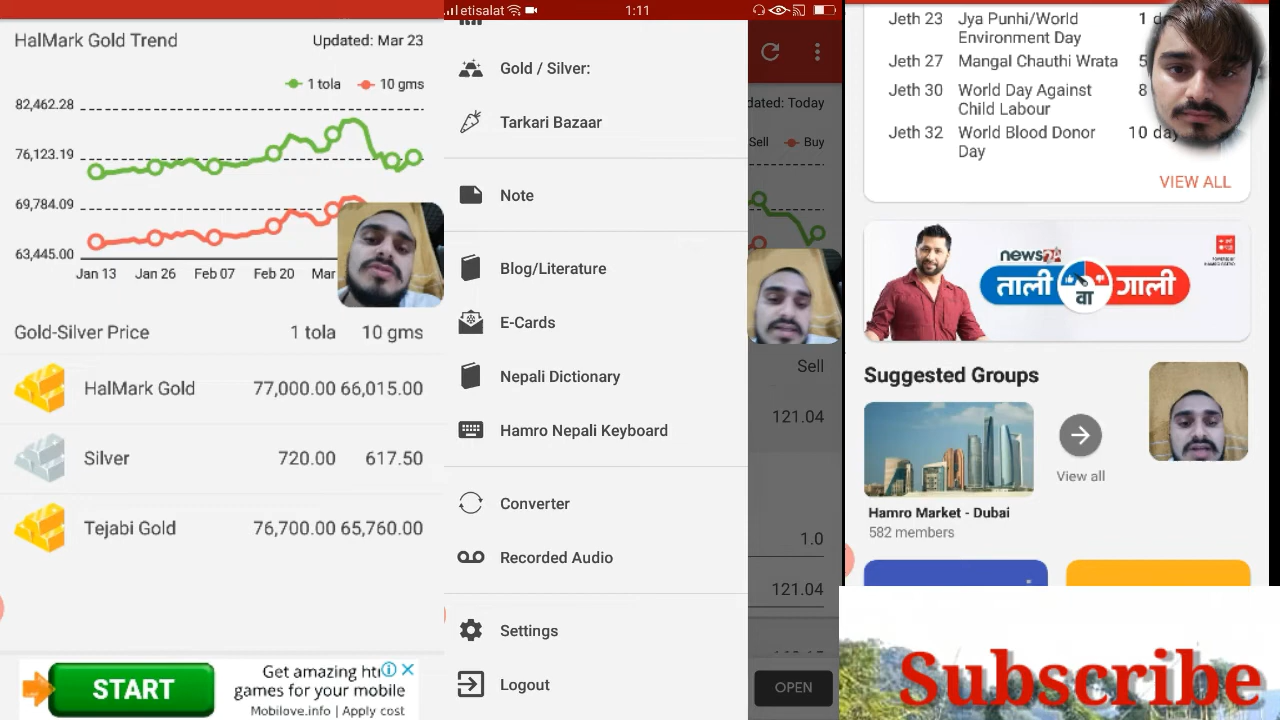 HalMark Gold Trend
Updated: Mar 23
1 tola
10 gms
82,462.28
76,123.19
69,784.09
63,445.00
Jan 13
Jan 26
Feb 07
Feb 20
Mar
Gold-Silver Price
1 tola
10 gms
HalMark Gold
77,000.00 66,015.00
Silver
720.00
617.50
Tejabi Gold
76,700.00 65,760.00
START
Get amazing ht
games for your mobile
Mobilove.info | Apply cost
etisalat
1:11
Gold / Silver:
Tarkari Bazaar
Note
Blog/Literature
E-Cards
Nepali Dictionary
Hamro Nepali Keyboard
Converter
Recorded Audio
Settings
Logout
dated: Today
Sell
Buy
Sell
121.04
1.0
121.04
OPEN
Jeth 23 Jya Punhi/World 1 d
Environment Day
Jeth 27 Mangal Chauthi Wrata 5
Jeth 30 World Day Against 8
Child Labour
Jeth 32 World Blood Donor 10 day
Day
VIEW ALL
news24
ताली
वा
गाली
Suggested Groups
View all
Hamro Market - Dubai
582 members
Subscribe